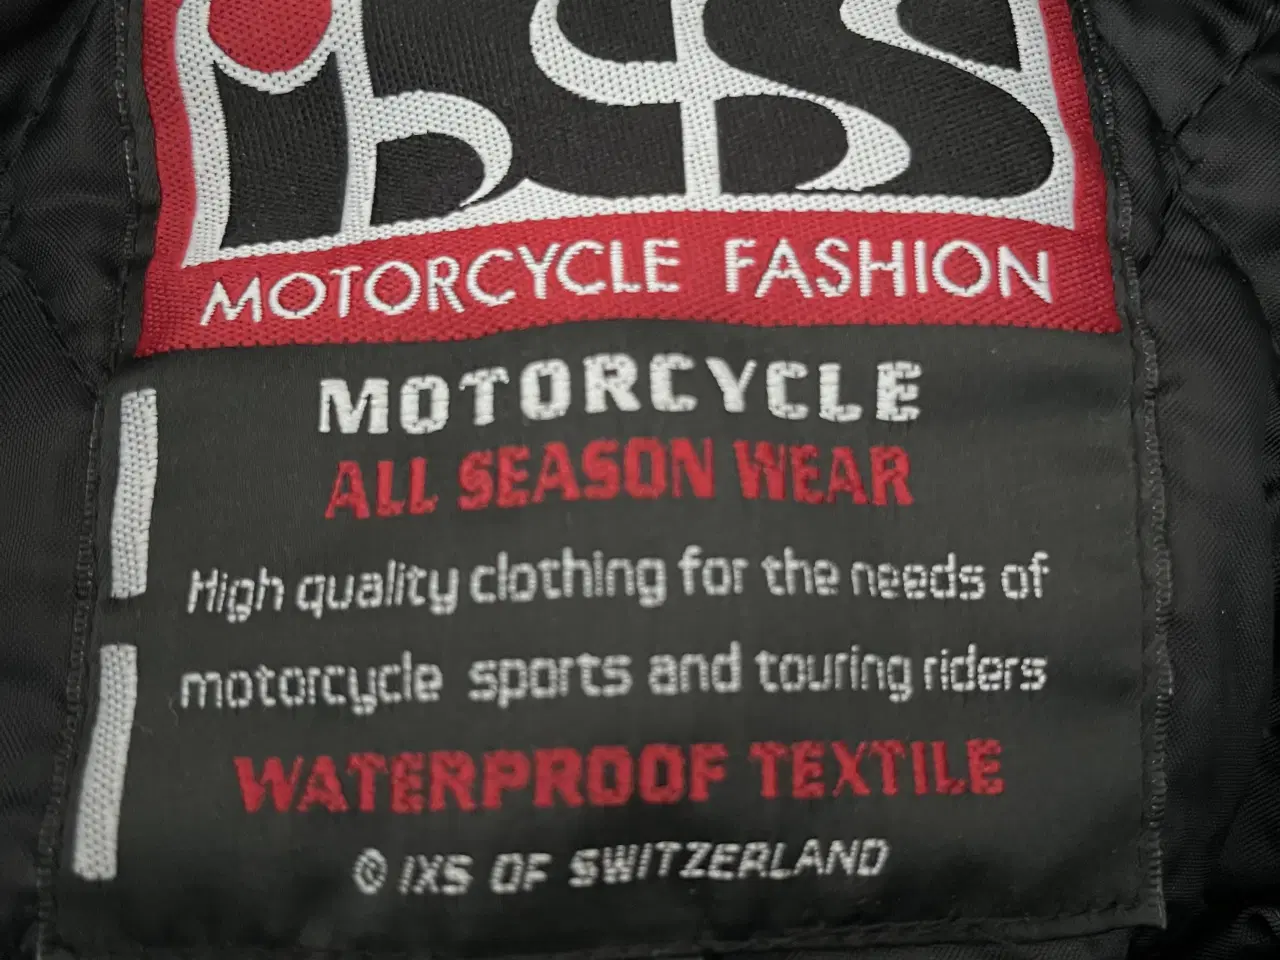 iXS
MOTORCYCLE FASHION
MOTORCYCLE
ALL SEASON WEAR
High quality clothing for the needs of
motorcycle sports and touring riders
WATERPROOF TEXTILE
© IXS OF SWITZERLAND